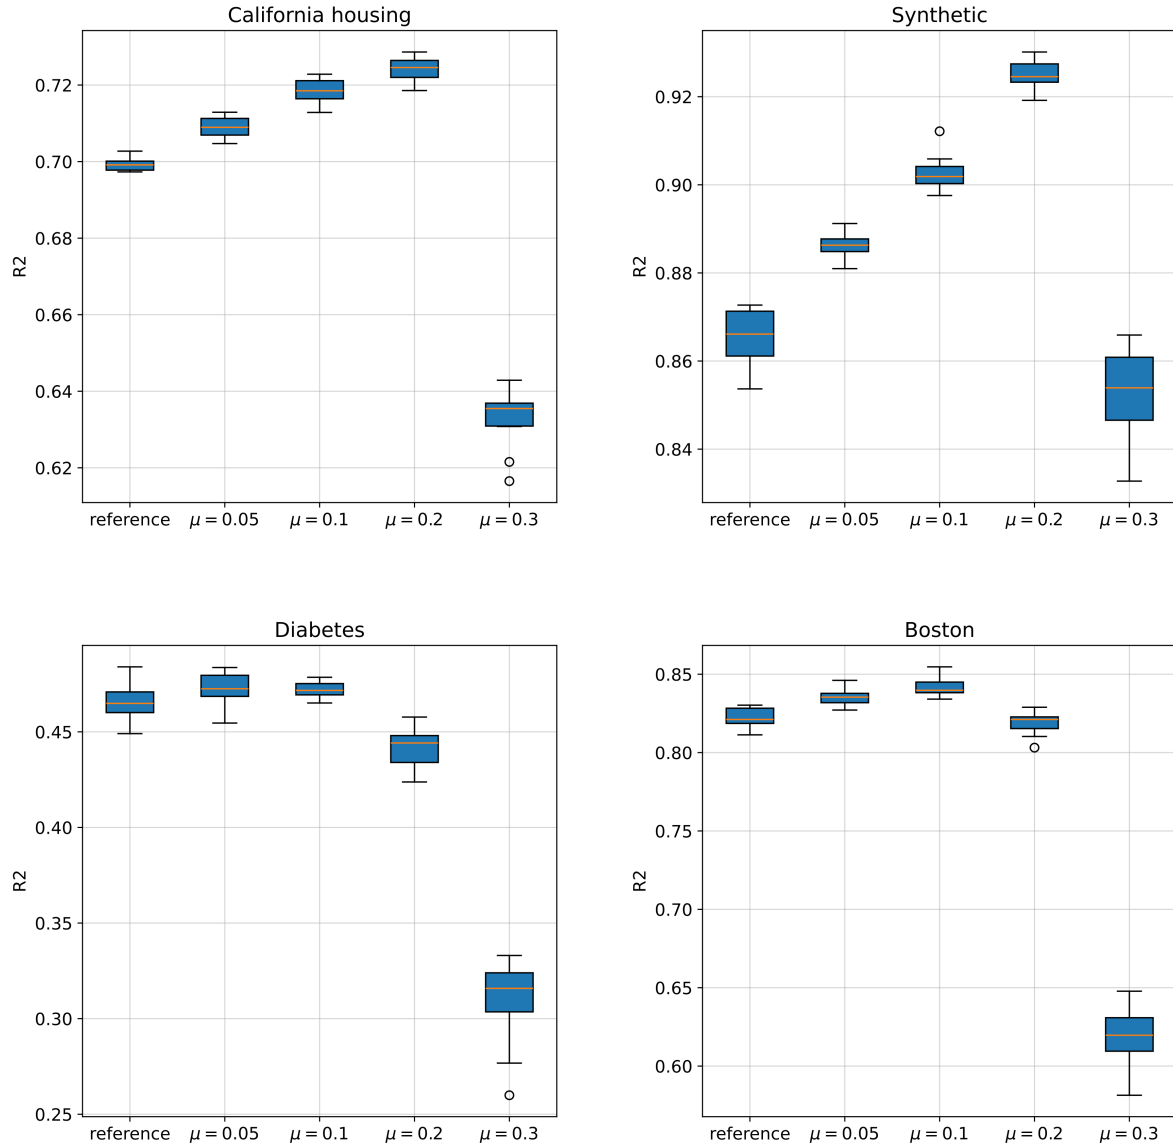 California housing
R2
0.72
0.70
0.68
0.66
0.64
0.62
reference μ = 0.05 μ = 0.1 μ = 0.2 μ = 0.3
Synthetic
R2
0.92
0.90
0.88
0.86
0.84
reference μ = 0.05 μ = 0.1 μ = 0.2 μ = 0.3
Diabetes
R2
0.45
0.40
0.35
0.30
0.25
reference μ = 0.05 μ = 0.1 μ = 0.2 μ = 0.3
Boston
R2
0.85
0.80
0.85
0.70
0.65
0.60
reference μ = 0.05 μ = 0.1 μ = 0.2 μ = 0.3